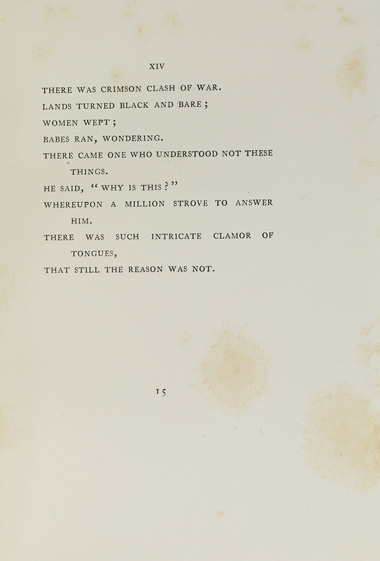 XIV
THERE WAS CRIMSON CLASH OF WAR.
LANDS TURNED BLACK AND BARE;
WOMEN WEPT;
BABES RAN, WONDERING.
THERE CAME ONE WHO UNDERSTOOD NOT THESE
THINGS.
HE SAID, “WHY IS THIS?”
WHEREUPON A MILLION STROVE TO ANSWER
HIM.
THERE WAS SUCH INTRICATE CLAMOR OF
TONGUES,
THAT STILL THE REASON WAS NOT.
15